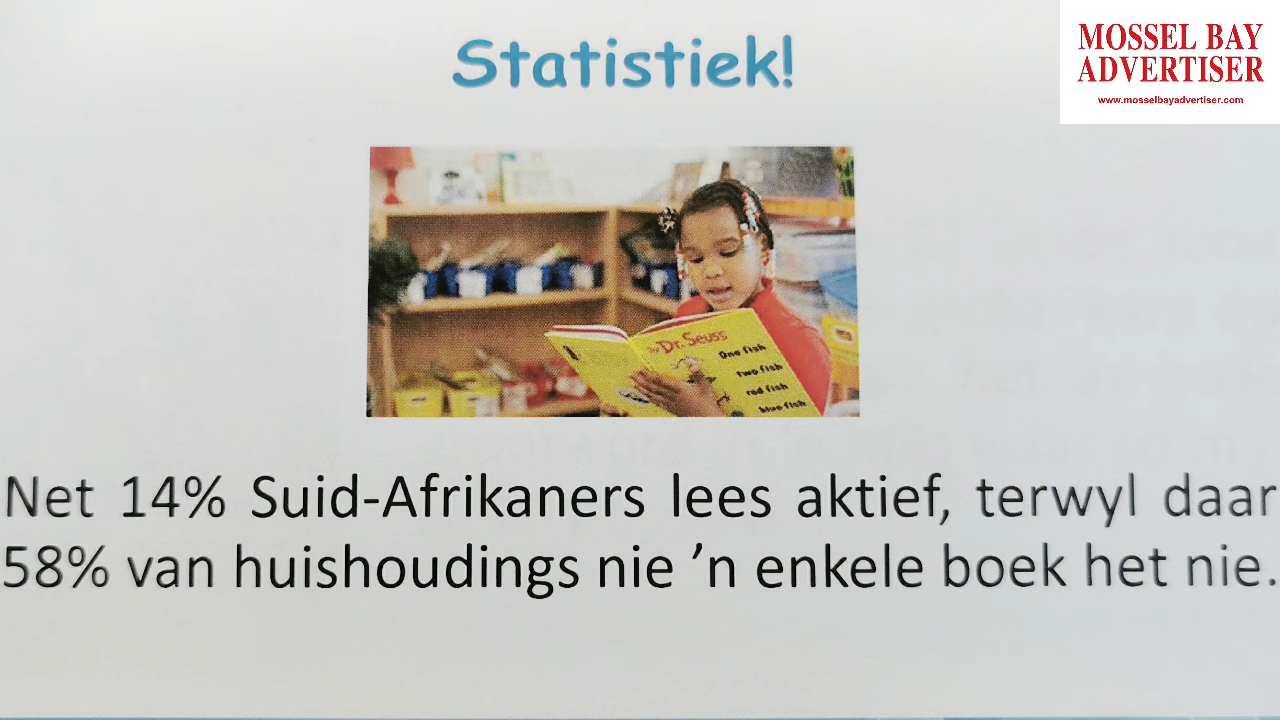 Statistiek!
MOSSEL BAY
ADVERTISER
www.mosselbayadvertiser.com
Dr. Seuss
one fish
two fish
red fish
blue fish
Net 14% Suid-Afrikaners lees aktief, terwyl daar
58% van huishoudings nie ’n enkele boek het nie.